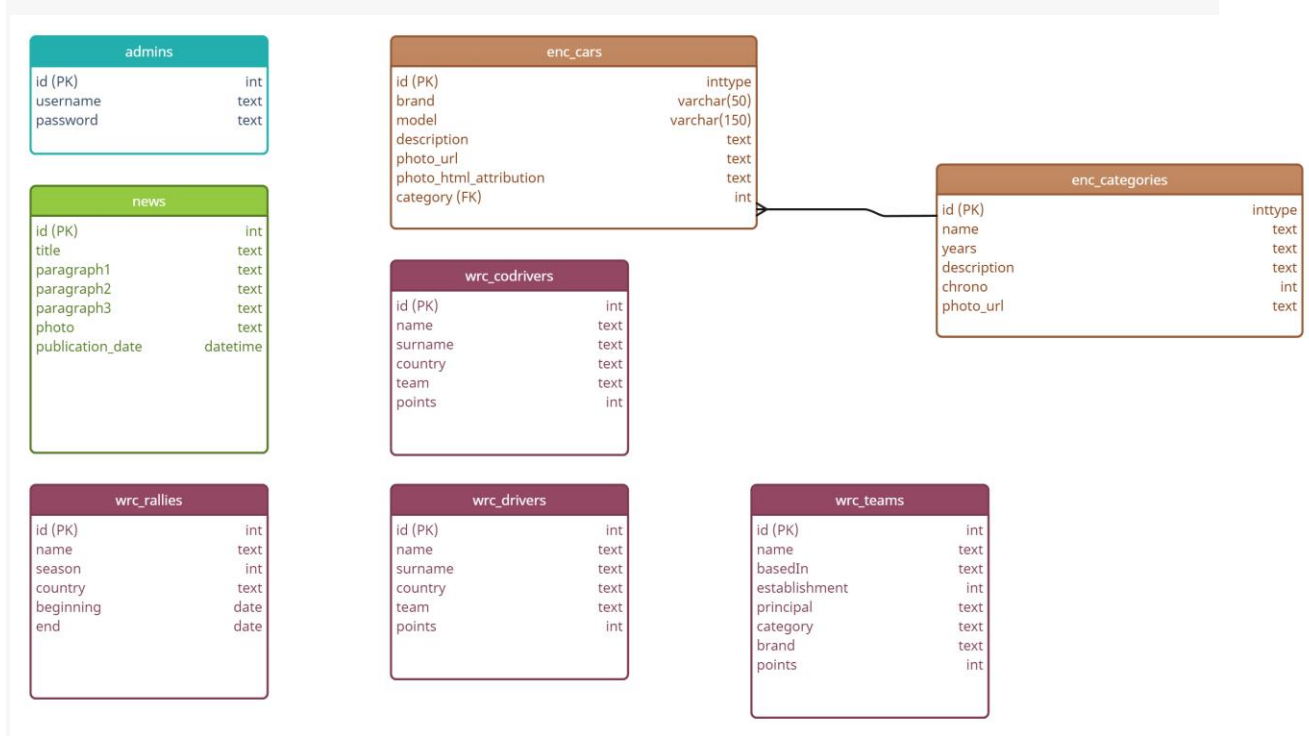 admins
id (PK) int
username text
password text
news
id (PK) int
title text
paragraph1 text
paragraph2 text
paragraph3 text
photo text
publication_date datetime
wrc_rallies
id (PK) int
name text
season int
country text
beginning date
end date
enc_cars
id (PK) inttype
brand varchar(50)
model varchar(150)
description text
photo_url text
photo_html_attribution text
category (FK) int
wrc_codrivers
id (PK) int
name text
surname text
country text
team text
points int
wrc_drivers
id (PK) int
name text
surname text
country text
team text
points int
enc_categories
id (PK) inttype
name text
years text
description text
chrono int
photo_url text
wrc_teams
id (PK) int
name text
basedIn text
establishment int
principal text
category text
brand text
points int